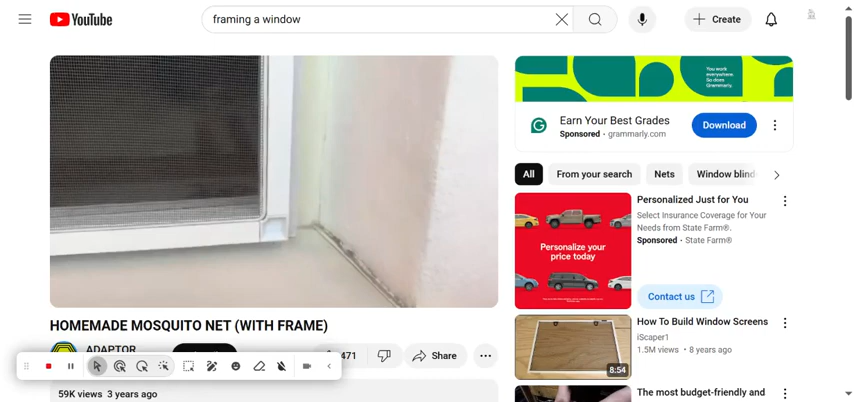 YouTube
framing a window
Create
You work
everywhere.
So does
Grammarly.
Earn Your Best Grades
Sponsored · grammarly.com
Download
All
From your search
Nets
Window blind
Personalize your
price today
Personalized Just for You
Select Insurance Coverage for Your
Needs from State Farm®.
Sponsored · State Farm®
Contact us
HOMEMADE MOSQUITO NET (WITH FRAME)
ADAPTOR
471
Share
59K views 3 years ago
8:54
How To Build Window Screens
iScaper1
1.5M views • 8 years ago
The most budget-friendly and